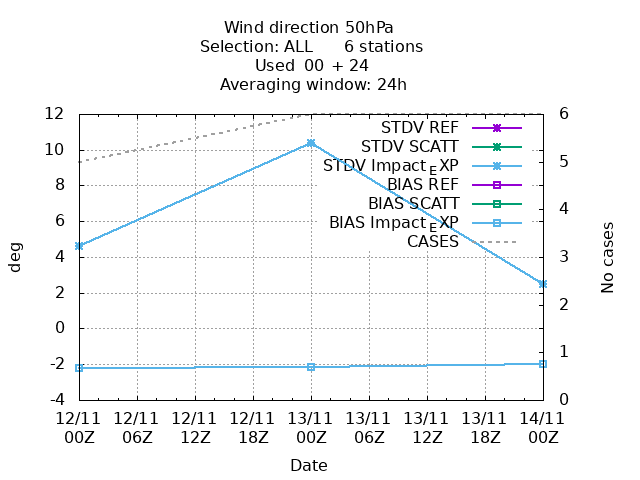 Wind direction 50hPa
Selection: ALL 6 stations
Used 00 + 24
Averaging window: 24h
12
10
8
6
4
2
0
-2
-4
deg
6
5
4
3
2
1
0
No cases
STDV REF
STDV SCATT
STDV Impact_EXP
BIAS REF
BIAS SCATT
BIAS Impact_EXP
CASES
12/11 12/11 12/11 12/11 13/11 13/11 13/11 13/11 14/11
00Z 06Z 12Z 18Z 00Z 06Z 12Z 18Z 00Z
Date